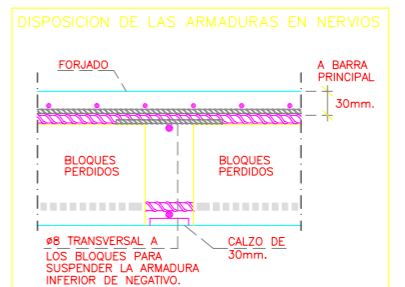 DISPOSICION DE LAS ARMADURAS EN NERVIOS
FORJADO
A BARRA
PRINCIPAL
30mm.
BLOQUES
PERDIDOS
BLOQUES
PERDIDOS
ø8 TRANSVERSAL A
LOS BLOQUES PARA
SUSPENDER LA ARMADURA
INFERIOR DE NEGATIVO.
CALZO DE
30mm.